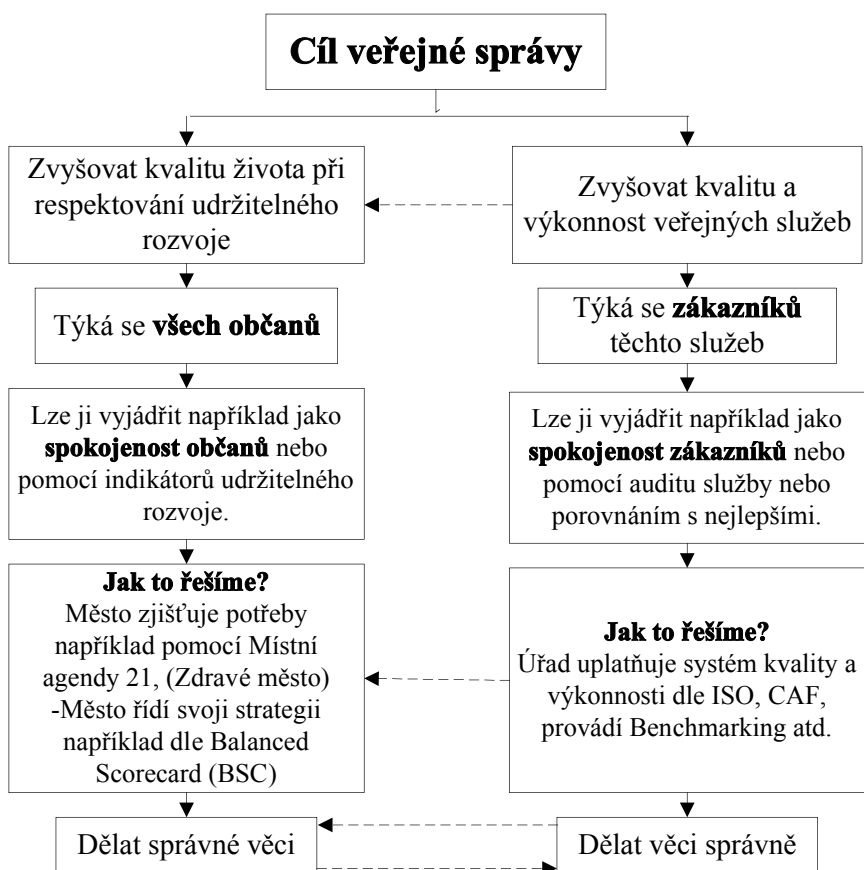 Cíl veřejné správy
Zvyšovat kvalitu života při
respektování udržitelného
rozvoje
Zvyšovat kvalitu a
výkonnost veřejných služeb
Týká se všech občanů
Týká se zákazníků
těchto služeb
Lze ji vyjádřit například jako
spokojenost občanů nebo
pomocí indikátorů udržitelného
rozvoje.
Lze ji vyjádřit například jako
spokojenost zákazníků nebo
pomocí auditu služby nebo
porovnáním s nejlepšími.
Jak to řešíme?
Město zjišťuje potřeby
například pomocí Místní
agendy 21, (Zdravé město)
-Město řídí svoji strategii
například dle Balanced
Scorecard (BSC)
Jak to řešíme?
Úřad uplatňuje systém kvality a
výkonnosti dle ISO, CAF,
provádí Benchmarking atd.
Dělat správné věci
Dělat věci správně